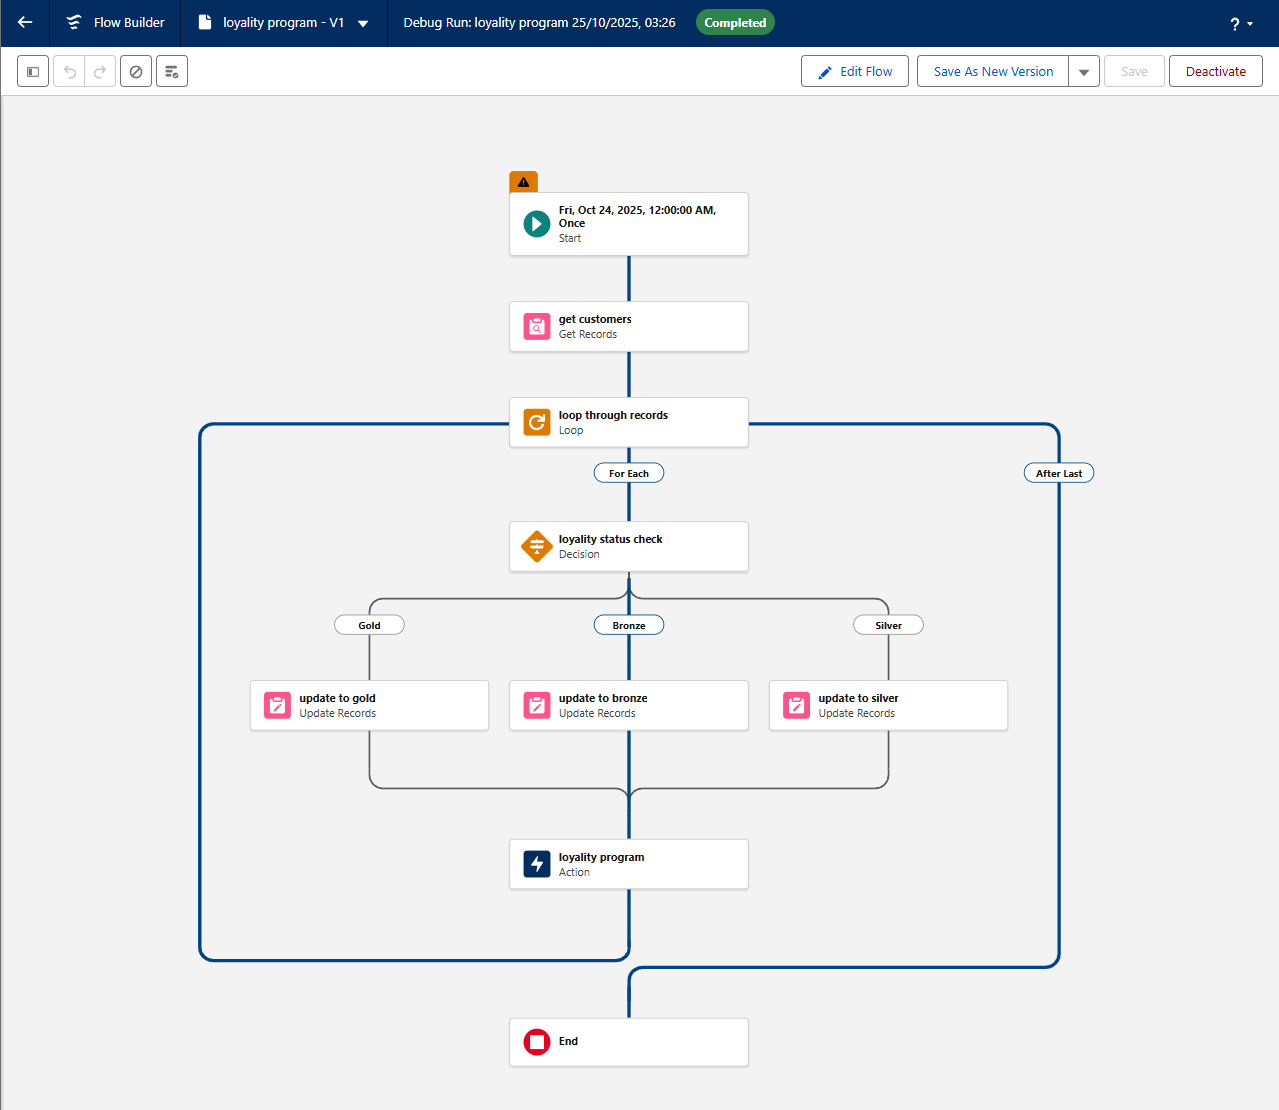 Flow Builder
loyality program - V1
Debug Run: loyality program 25/10/2025, 03:26
Completed
?
Edit Flow
Save As New Version
Save
Deactivate
Fri, Oct 24, 2025, 12:00:00 AM,
Once
Start
get customers
Get Records
loop through records
Loop
For Each
After Last
loyality status check
Decision
Gold
Bronze
Silver
update to gold
Update Records
update to bronze
Update Records
update to silver
Update Records
loyality program
Action
End